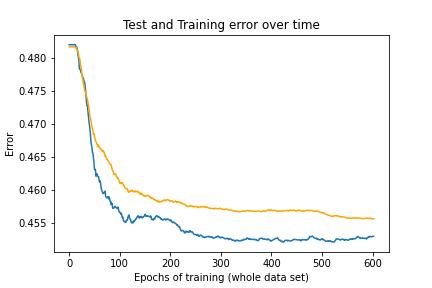 Test and Training error over time
0.480
0.475
0.470
0.465
0.460
0.455
Error
0 100 200 300 400 500 600
Epochs of training (whole data set)